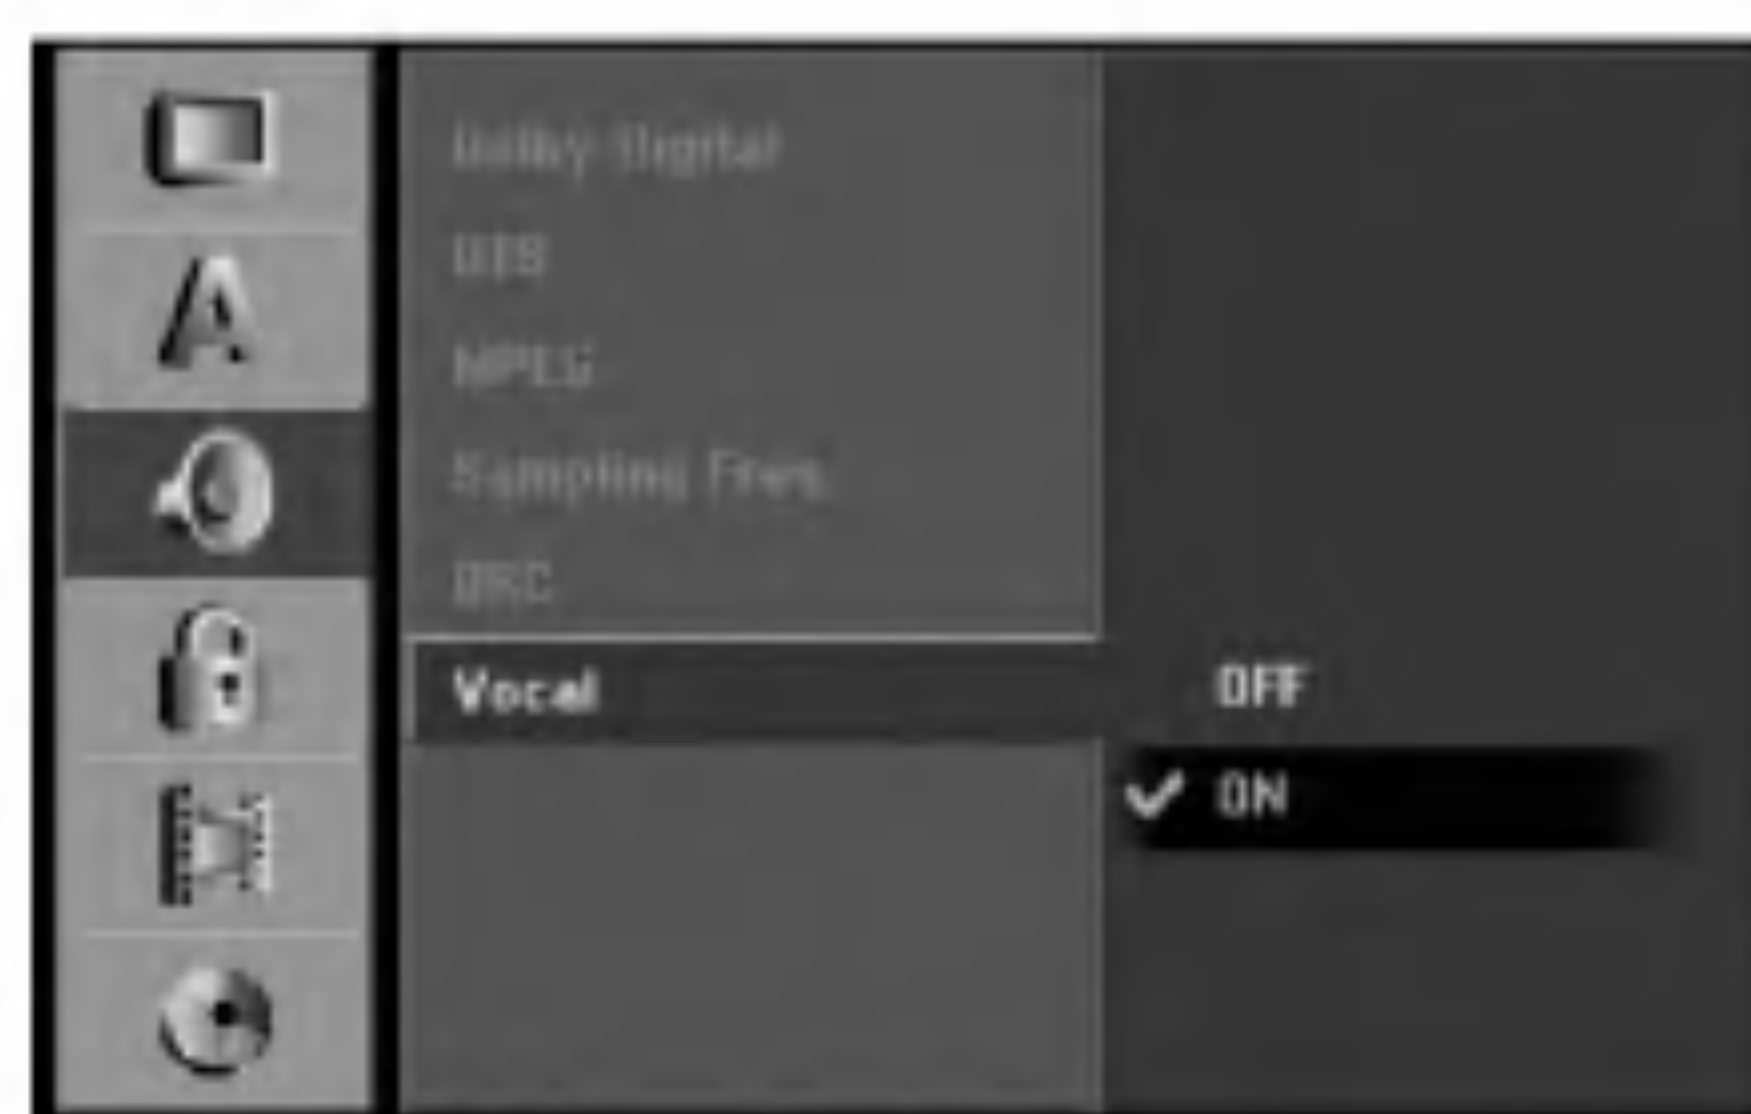 A
Dolby Digital
DTS
MPEG
Sampling Freq.
DRC
Vocal
OFF
ON